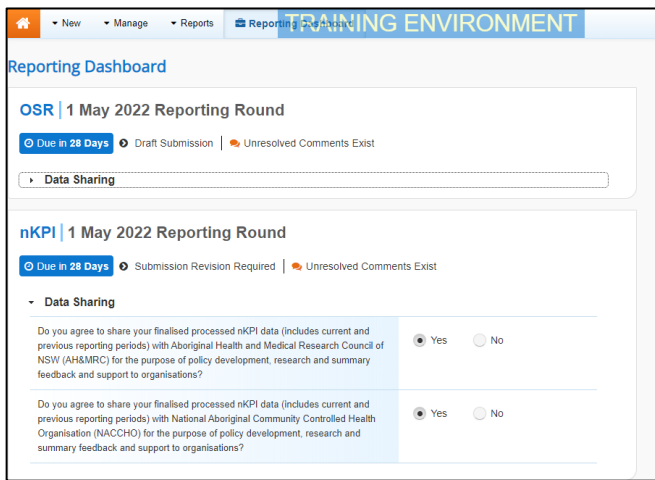 New Manage Reports Reporting Dashboard
TRAINING ENVIRONMENT
Reporting Dashboard
OSR | 1 May 2022 Reporting Round
Due in 28 Days Draft Submission | Unresolved Comments Exist
Data Sharing
nKPI | 1 May 2022 Reporting Round
Due in 28 Days Submission Revision Required | Unresolved Comments Exist
Data Sharing
Do you agree to share your finalised processed nKPI data (includes current and
previous reporting periods) with Aboriginal Health and Medical Research Council of
NSW (AH&MRC) for the purpose of policy development, research and summary
feedback and support to organisations?
Yes No
Do you agree to share your finalised processed nKPI data (includes current and
previous reporting periods) with National Aboriginal Community Controlled Health
Organisation (NACCHO) for the purpose of policy development, research and
summary feedback and support to organisations?
Yes No